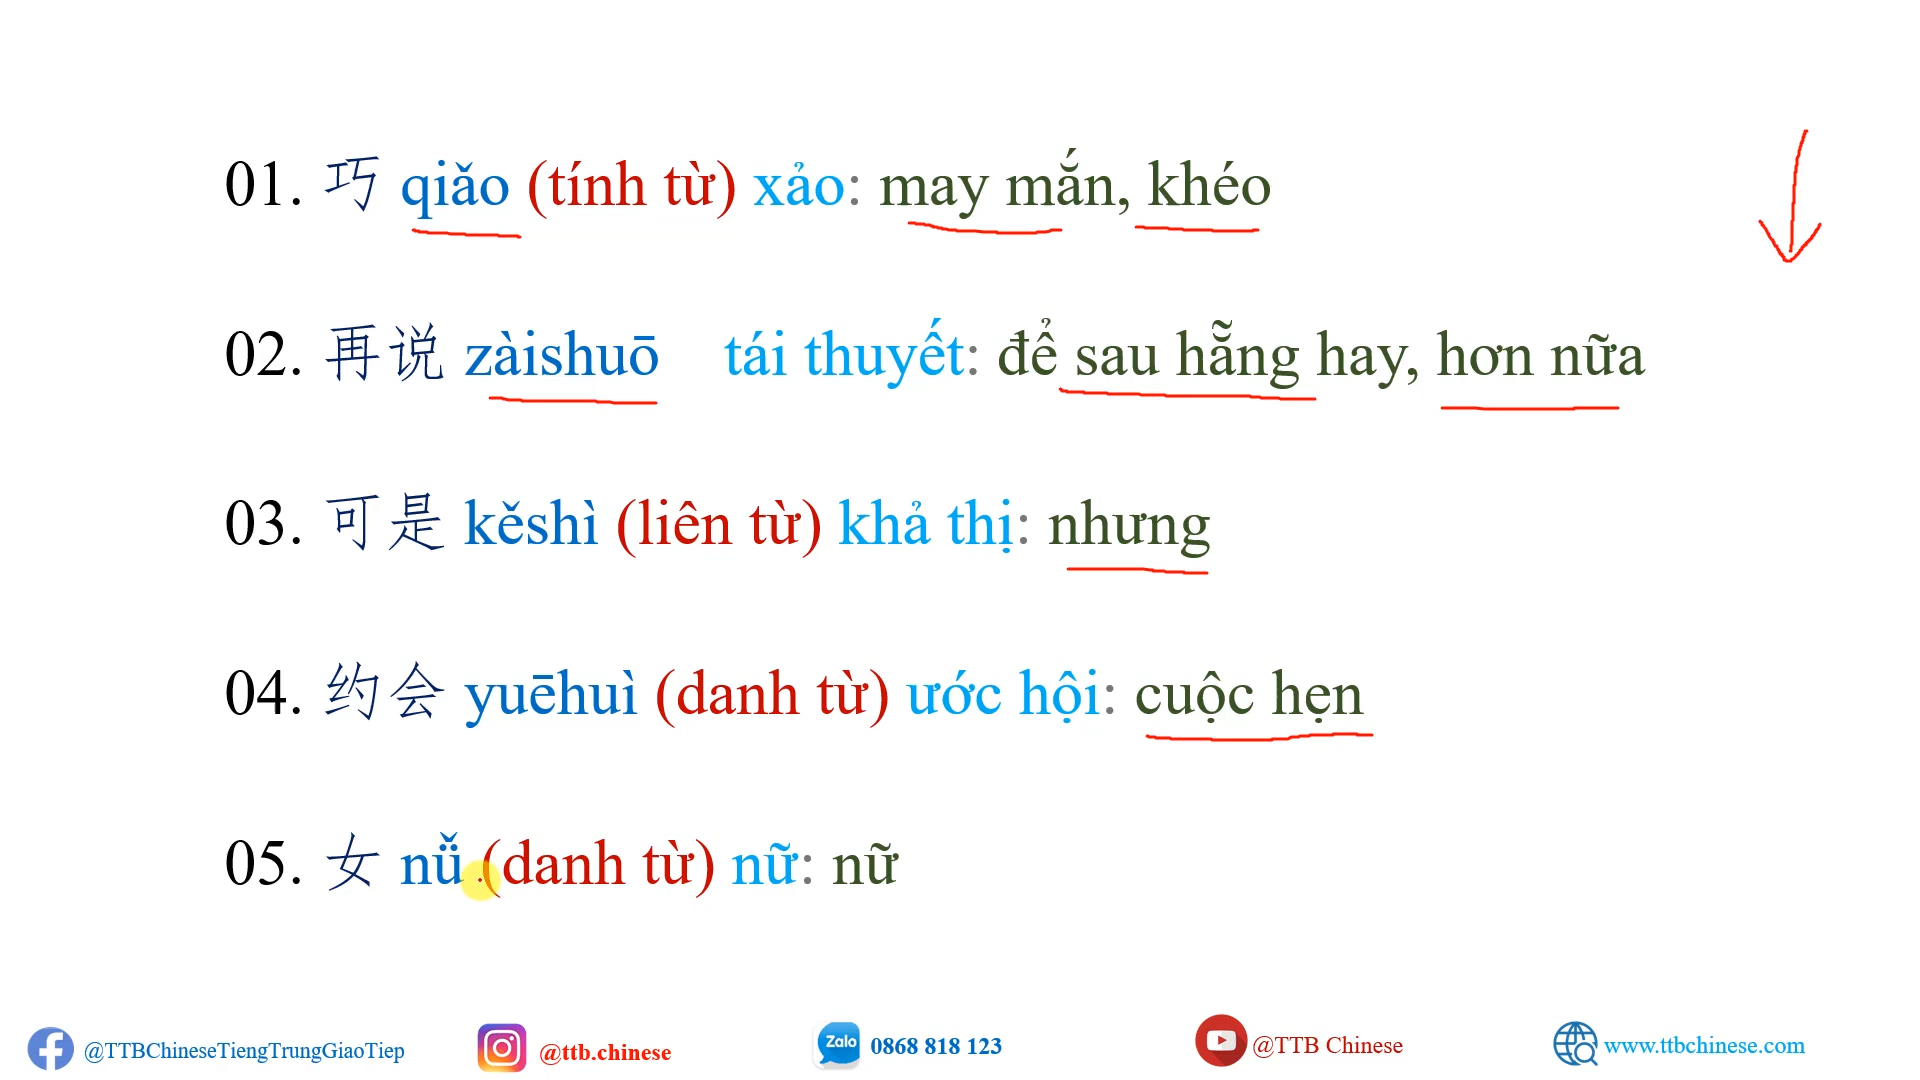 01. 巧 qiǎo (tính từ) xảo: may mắn, khéo
02. 再说 zàishuō tái thuyết: để sau hẵng hay, hơn nữa
03. 可是 kěshì (liên từ) khả thị: nhưng
04. 约会 yuēhuì (danh từ) ước hội: cuộc hẹn
05. 女 nǚ (danh từ) nữ: nữ
@TTBChineseTiengTrungGiaoTiep @ttb.chinese Zalo 0868 818 123 @TTB Chinese www.ttbchinese.com